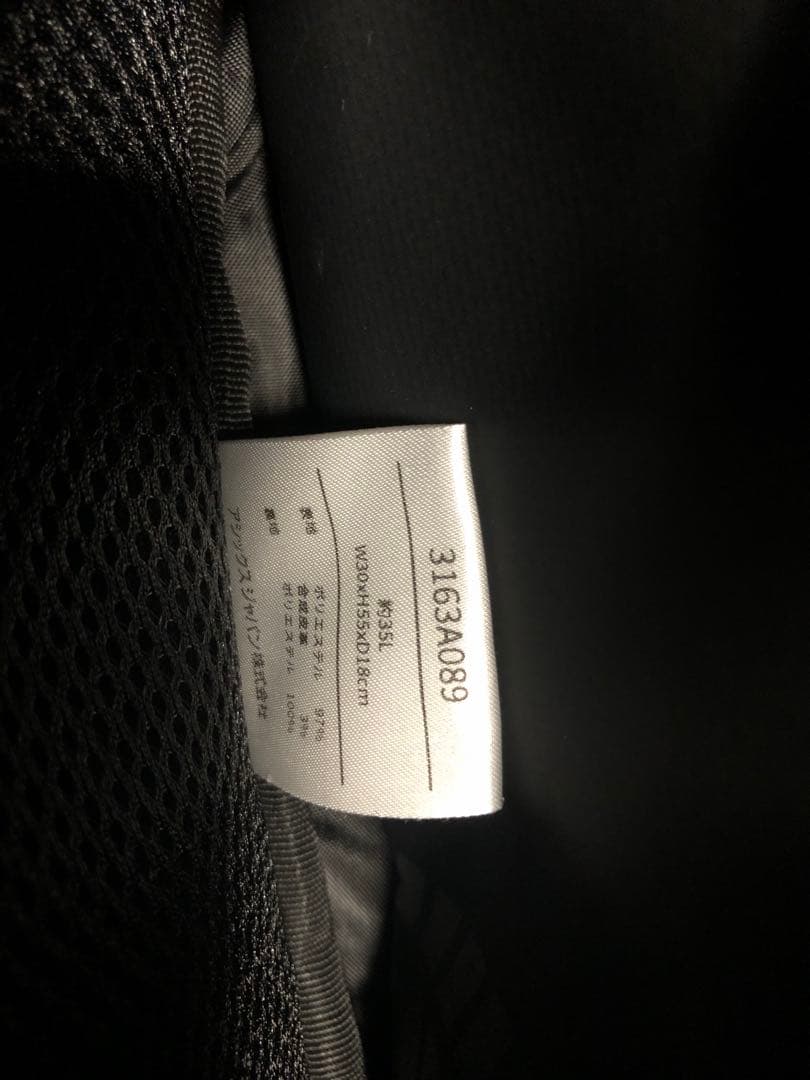 3163A089
約35L
W30xH55xD18cm
表地 ポリエステル 97%
合成皮革 3%
裏地 ポリエステル 100%
アシックスジャパン株式会社